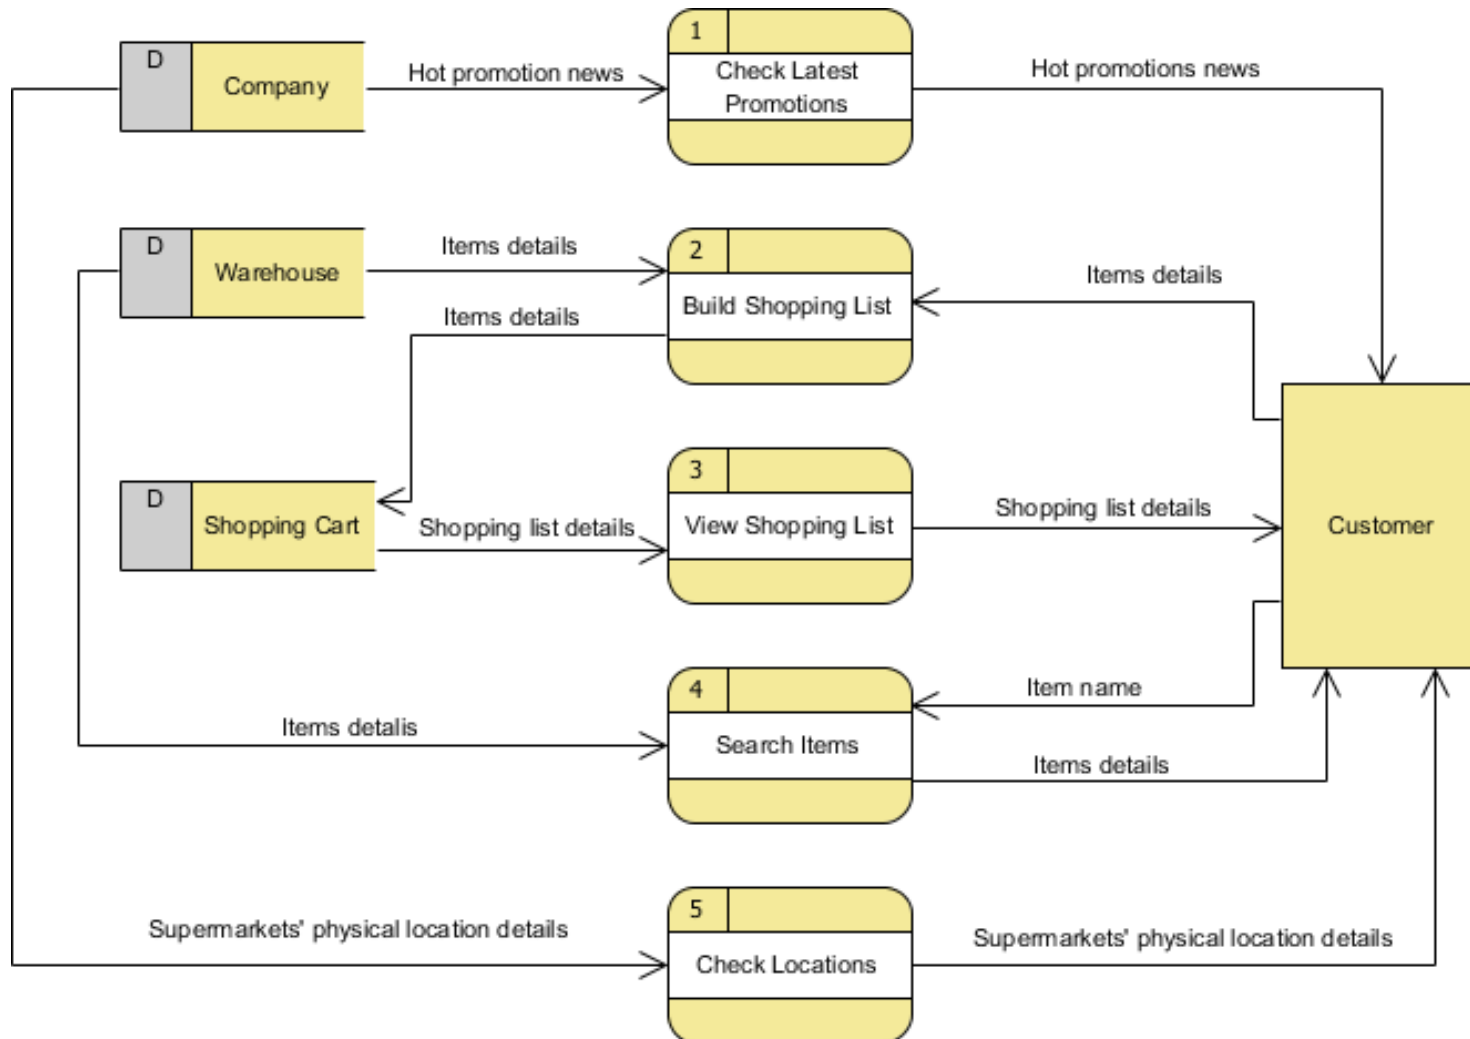 1
D
Company
Hot promotion news
Check Latest
Promotions
Hot promotions news
D
Warehouse
Items details
2
Build Shopping List
Items details
Items details
D
Shopping Cart
Shopping list details
3
View Shopping List
Shopping list details
Customer
4
Search Items
Item name
Items detalis
Items details
5
Check Locations
Supermarkets' physical location details
Supermarkets' physical location details